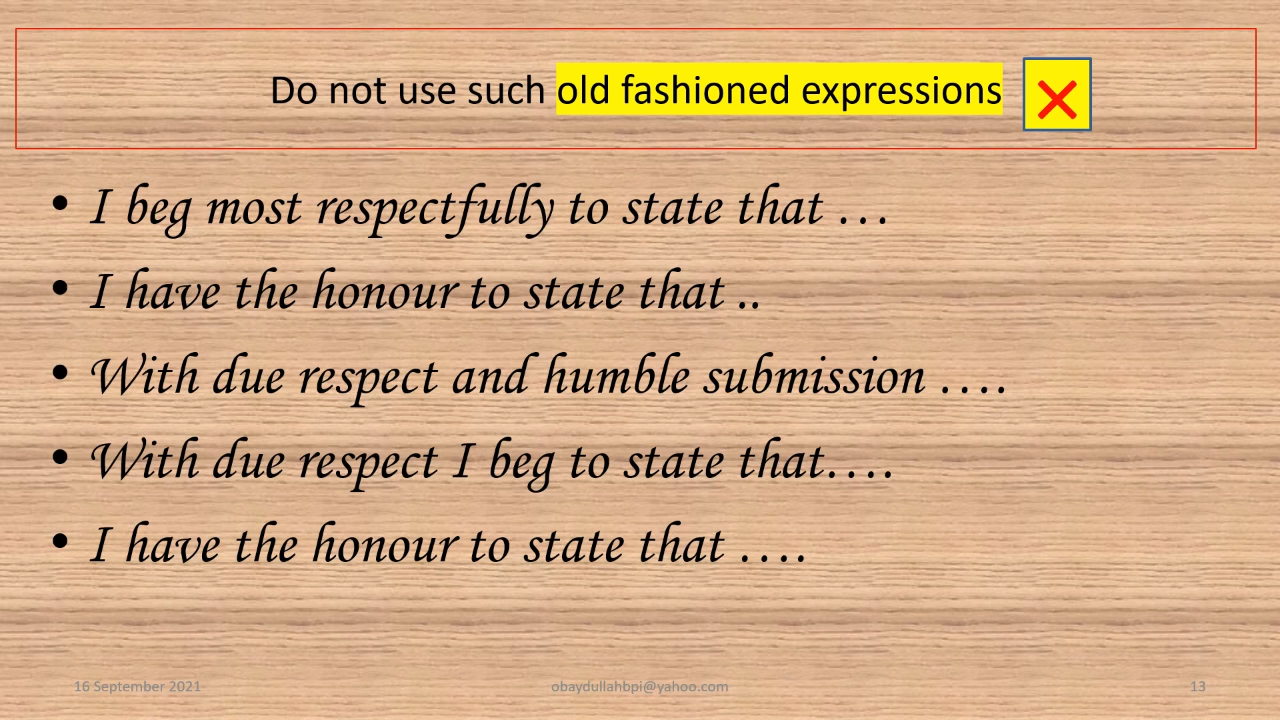 Do not use such old fashioned expressions
• I beg most respectfully to state that …
• I have the honour to state that ..
• With due respect and humble submission ….
• With due respect I beg to state that….
• I have the honour to state that ….
16 September 2021
obaydullahbpi@yahoo.com
13